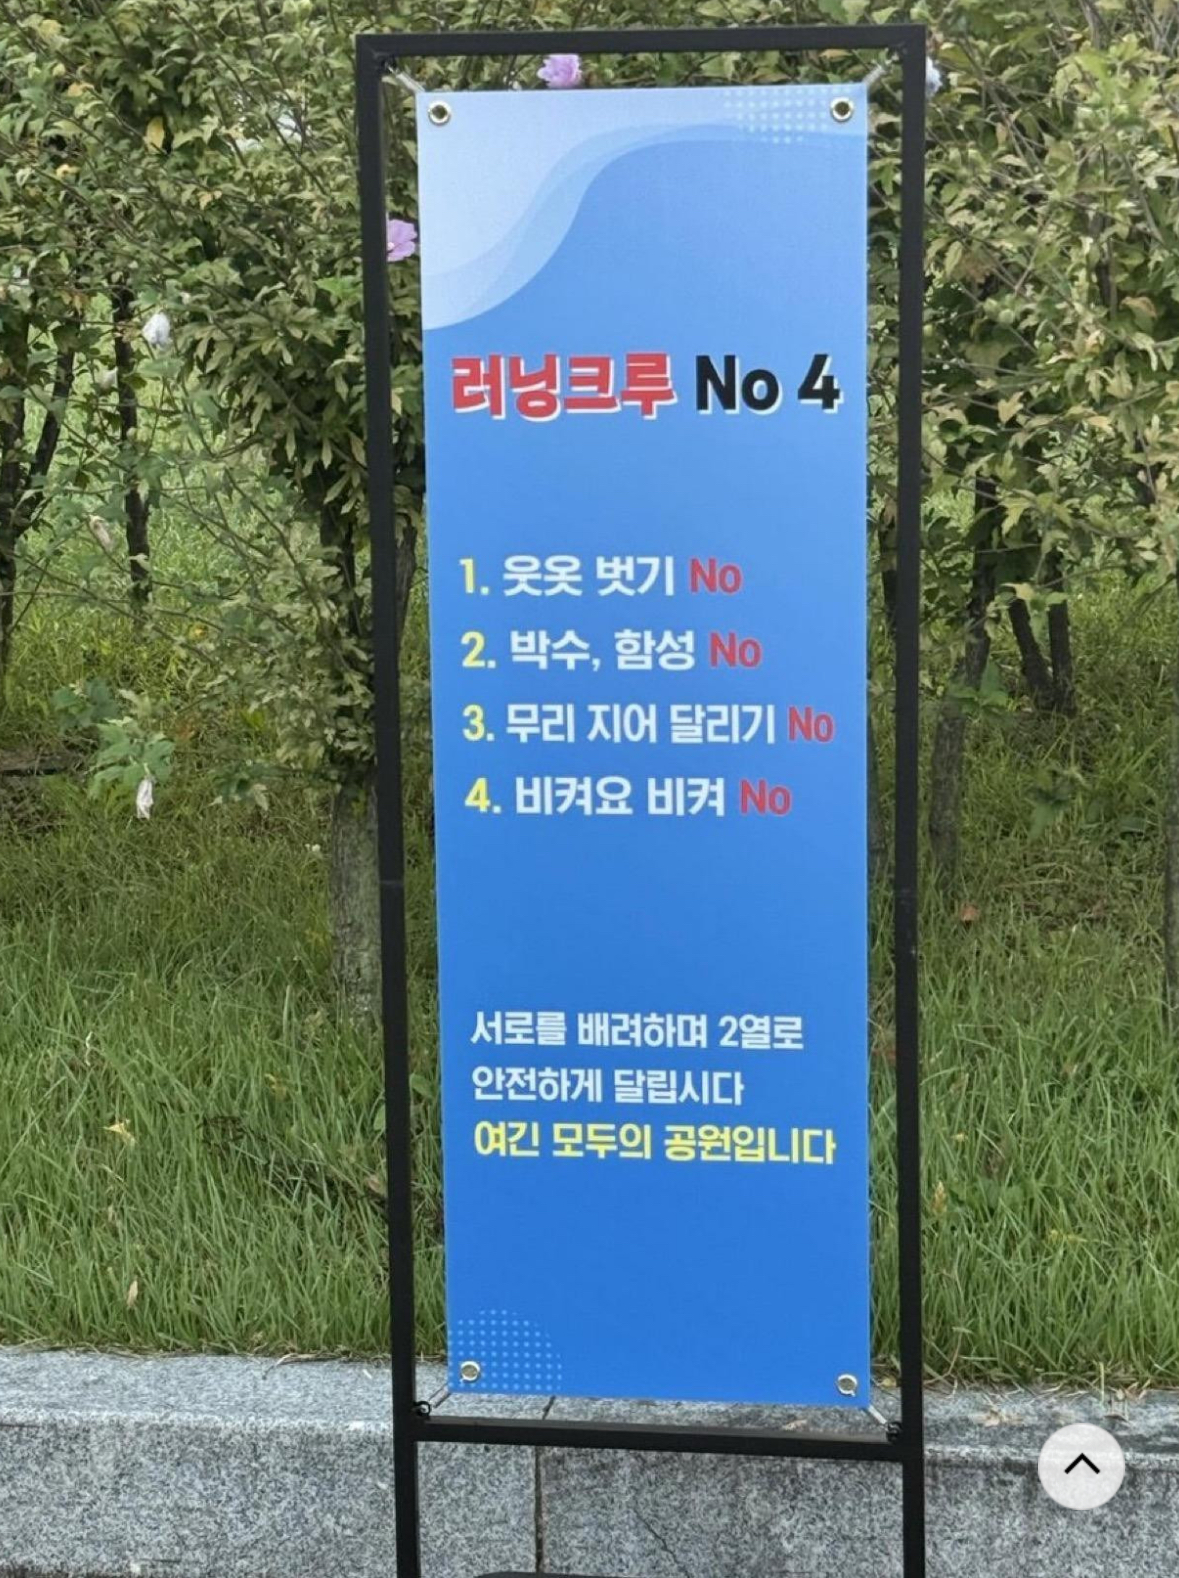 러닝크루 No 4
1. 웃옷 벗기 No
2. 박수, 함성 No
3. 무리 지어 달리기 No
4. 비켜요 비켜 No
서로를 배려하며 2열로
안전하게 달립시다
여긴 모두의 공원입니다